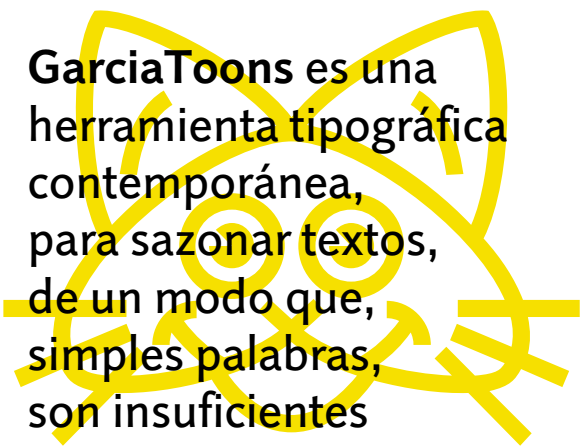 GarciaToons es una
herramienta tipográfica
contemporánea,
para sazonar textos,
de un modo que,
simples palabras,
son insuficientes